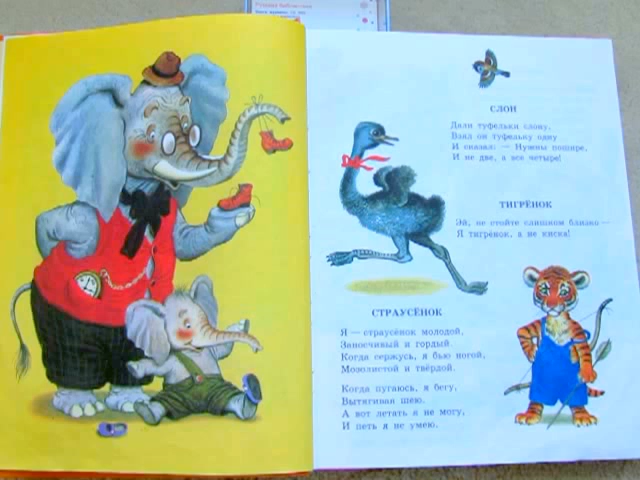 СЛОН
Дали туфельки слону.
Взял он туфельку одну
И сказал: — Нужны пошире,
И не две, а все четыре!
ТИГРЁНОК
Эй, не стойте слишком близко —
Я тигрёнок, а не киска!
СТРАУСЁНОК
Я — страусёнок молодой,
Заносчивый и гордый.
Когда сержусь, я бью ногой,
Мозолистой и твёрдой.
Когда пугаюсь, я бегу,
Вытягивая шею.
А вот летать я не могу,
И петь я не умею.